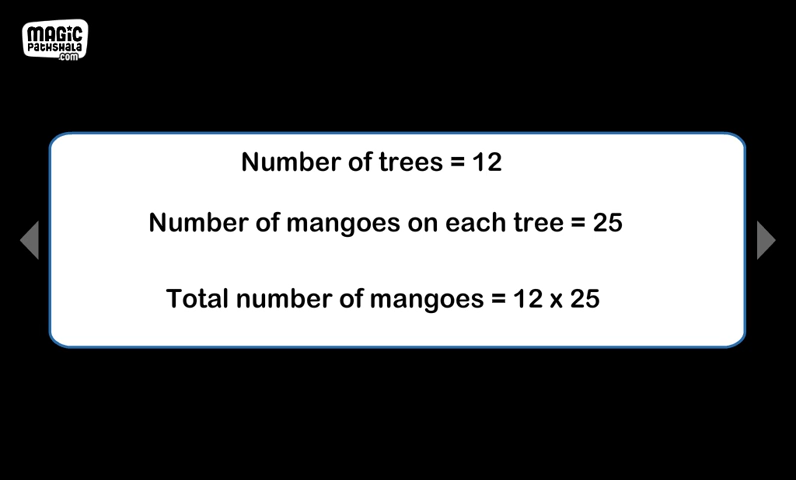 MAGiC
PATHSHALA
.com
Number of trees = 12
Number of mangoes on each tree = 25
Total number of mangoes = 12 x 25